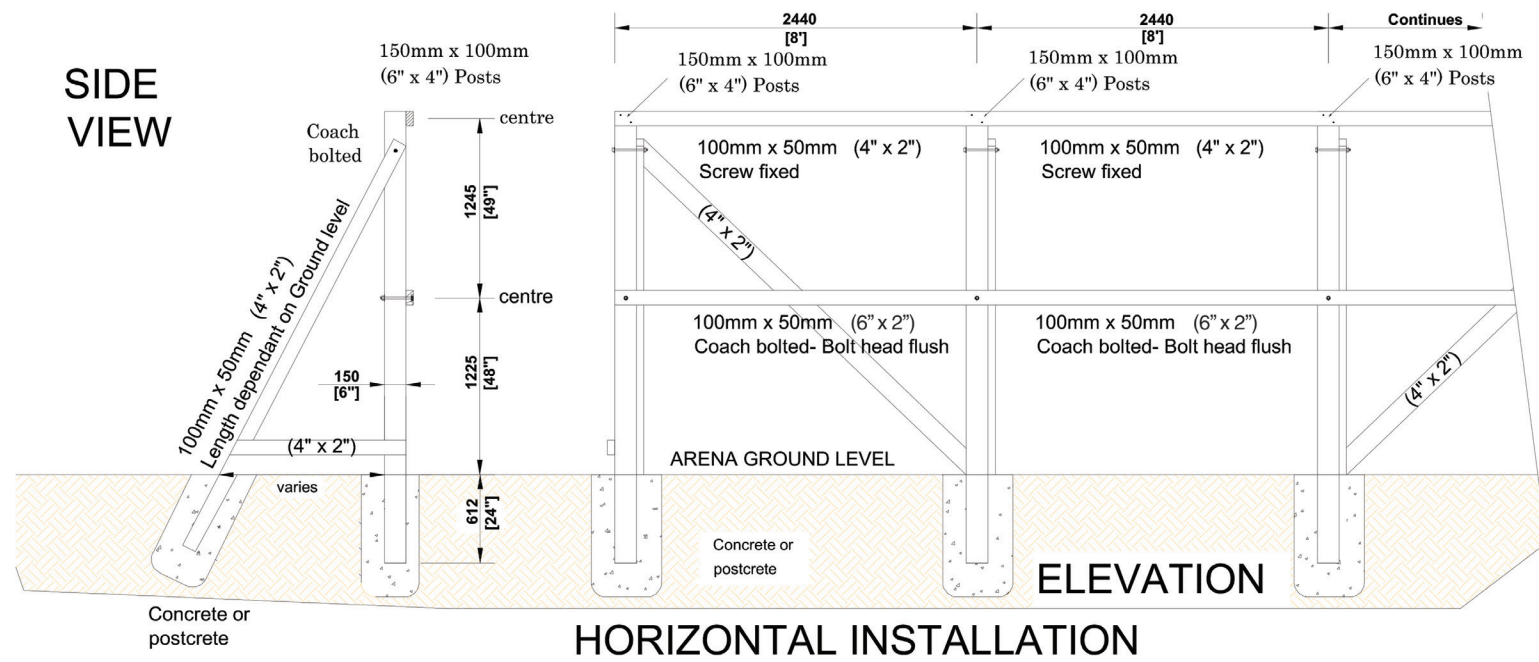 SIDE
VIEW
150mm x 100mm
(6" x 4") Posts
Coach
bolted
centre
1245
[49"]
centre
1225
[48"]
150
[6"]
100mm x 50mm (4" x 2")
Length dependant on Ground level
(4" x 2")
varies
612
[24"]
Concrete or
postcrete
2440
[8']
2440
[8']
Continues
150mm x 100mm
(6" x 4") Posts
150mm x 100mm
(6" x 4") Posts
150mm x 100mm
(6" x 4") Posts
100mm x 50mm (4" x 2")
Screw fixed
100mm x 50mm (4" x 2")
Screw fixed
(4" x 2")
100mm x 50mm (6” x 2”)
Coach bolted- Bolt head flush
100mm x 50mm (6” x 2”)
Coach bolted- Bolt head flush
(4" x 2")
ARENA GROUND LEVEL
Concrete or
postcrete
ELEVATION
HORIZONTAL INSTALLATION